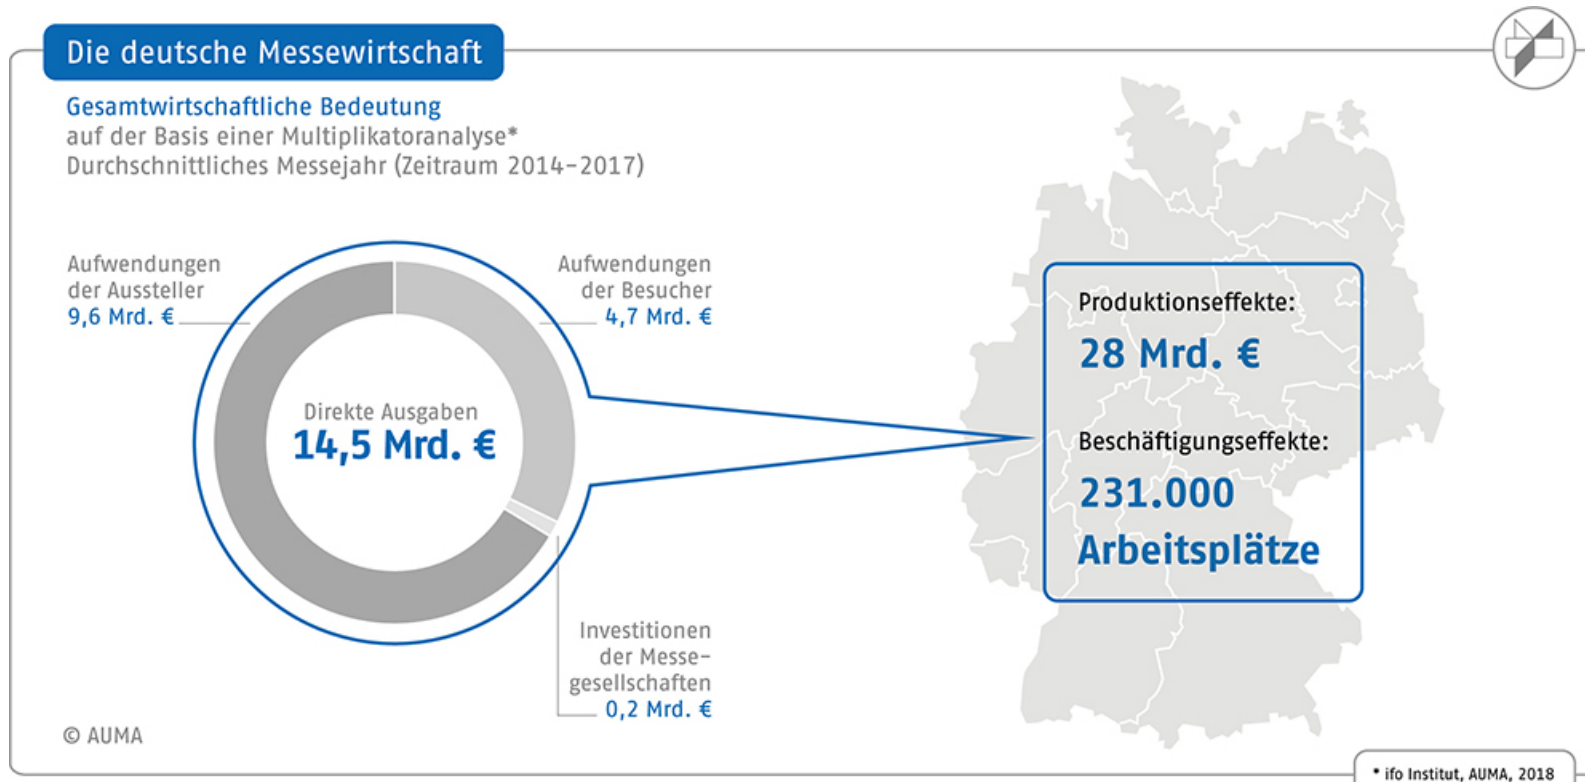 Die deutsche Messewirtschaft
Gesamtwirtschaftliche Bedeutung
auf der Basis einer Multiplikatoranalyse*
Durchschnittliches Messejahr (Zeitraum 2014–2017)
Aufwendungen
der Aussteller
9,6 Mrd. €
Aufwendungen
der Besucher
4,7 Mrd. €
Direkte Ausgaben
14,5 Mrd. €
Investitionen
der Messe–
gesellschaften
0,2 Mrd. €
Produktionseffekte:
28 Mrd. €
Beschäftigungseffekte:
231.000
Arbeitsplätze
© AUMA
* ifo Institut, AUMA, 2018